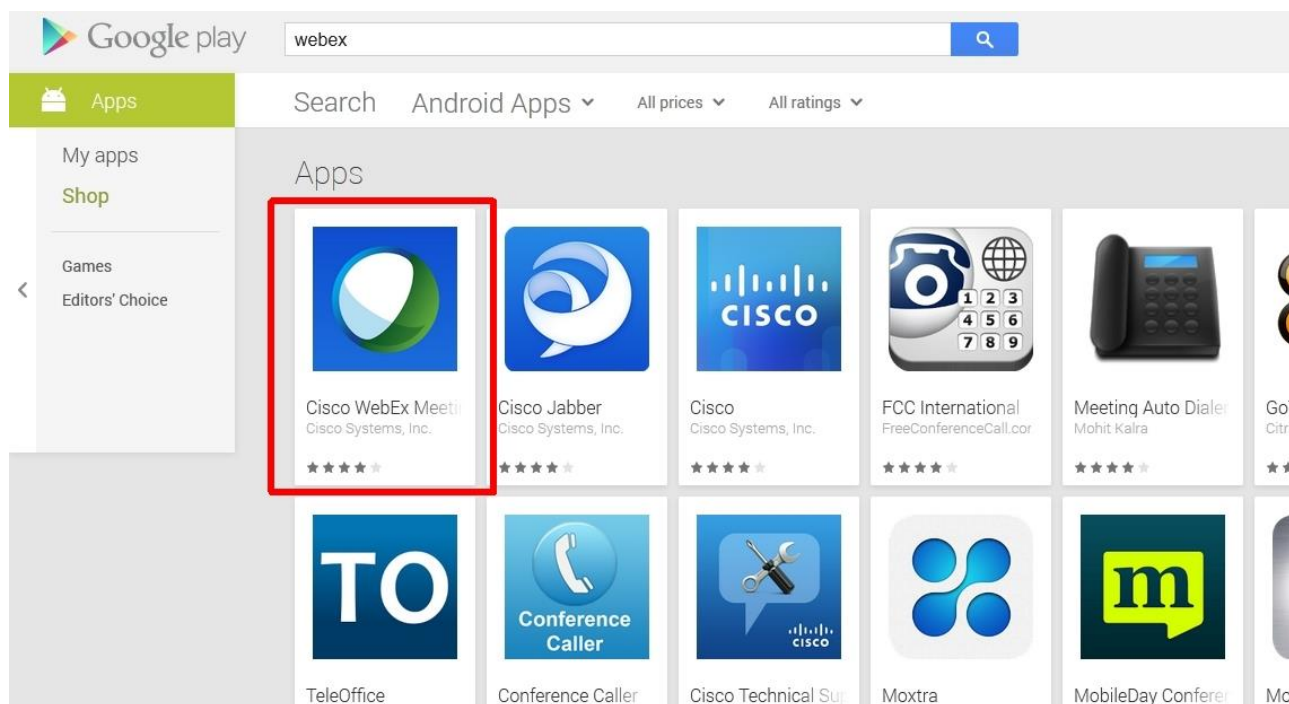 Google play
webex
Apps
Search Android Apps All prices All ratings
My apps
Shop
Games
Editors' Choice
Apps
CISCO
1 2 3
4 5 6
7 8 9
Cisco WebEx Meeti
Cisco Systems, Inc.
Cisco Jabber
Cisco Systems, Inc.
Cisco
Cisco Systems, Inc.
FCC International
FreeConferenceCall.cor
Meeting Auto Dialer
Mohit Kalra
Go
Citr
TO
Conference
Caller
CISCO
m
TeleOffice
Conference Caller
Cisco Technical Sup
Moxtra
MobileDay Conferen
Mo